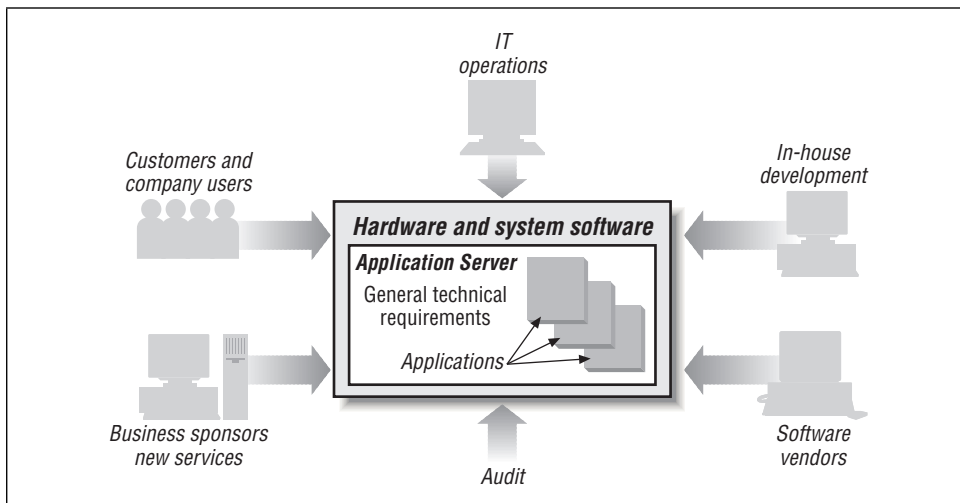 IT
operations
Customers and
company users
In-house
development
Hardware and system software
Application Server
General technical
requirements
Applications
Business sponsors
new services
Audit
Software
vendors